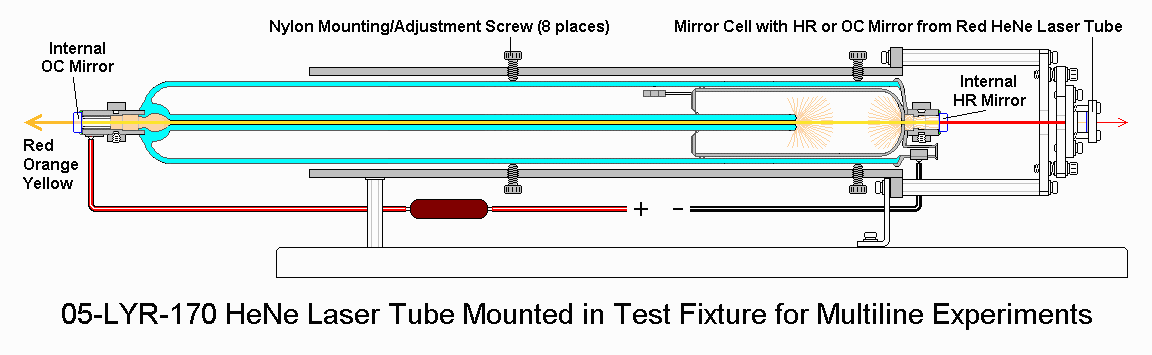 Nylon Mounting/Adjustment Screw (8 places)
Mirror Cell with HR or OC Mirror from Red HeNe Laser Tube
Internal
OC Mirror
Internal
HR Mirror
Red
Orange
Yellow
+ -
05-LYR-170 HeNe Laser Tube Mounted in Test Fixture for Multiline Experiments